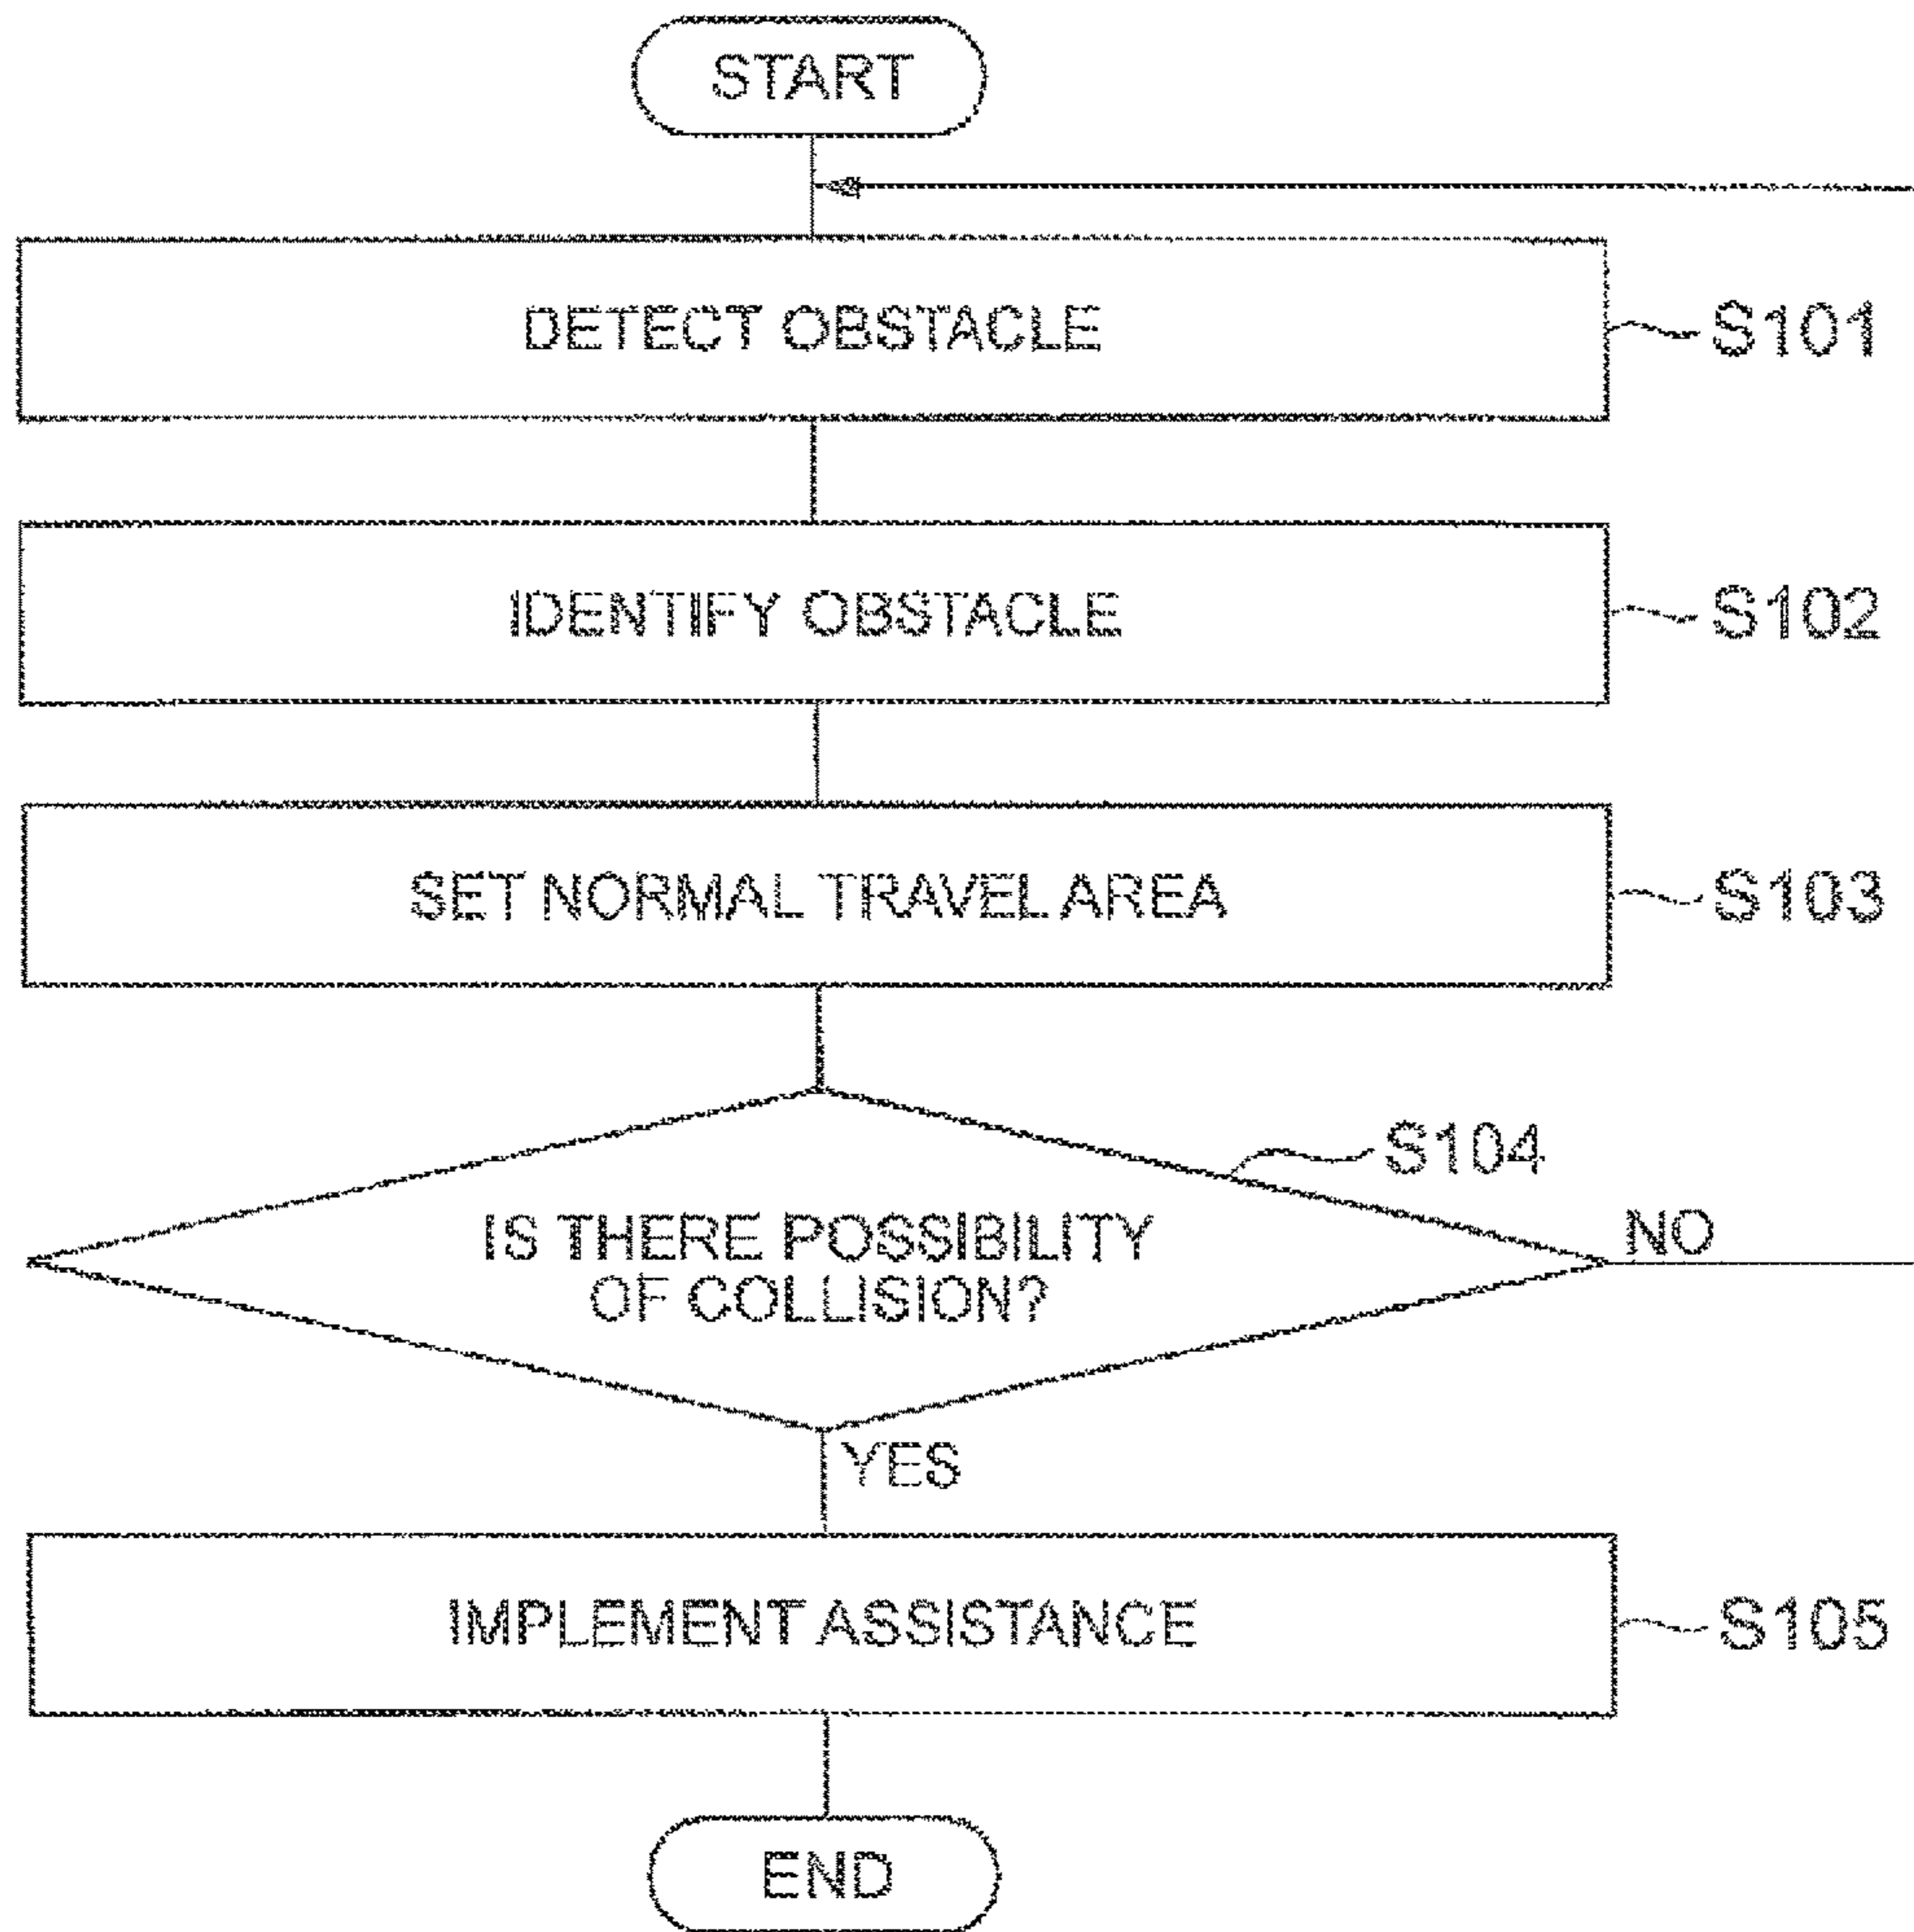 START
DETECT OBSTACLE
S101
IDENTIFY OBSTACLE
S102
SET NORMAL TRAVEL AREA
S103
S104
IS THERE POSSIBILITY
OF COLLISION?
NO
YES
IMPLEMENT ASSISTANCE
S105
END